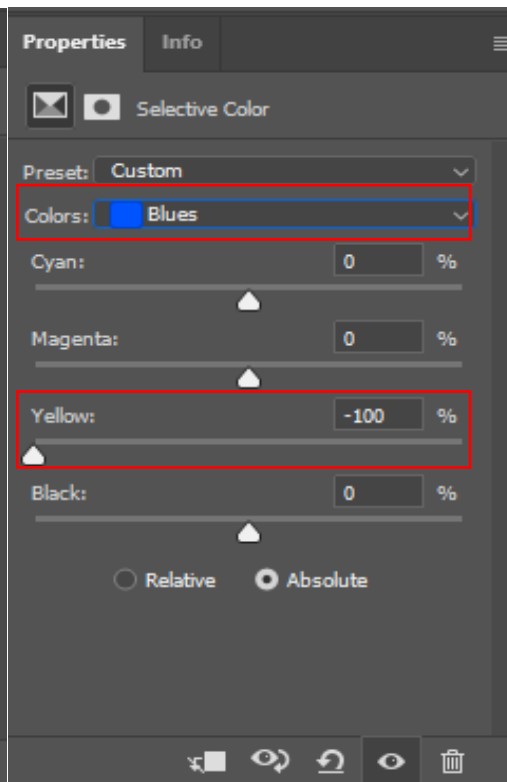 Properties Info
Selective Color
Preset: Custom
Colors: Blues
Cyan: 0 %
Magenta: 0 %
Yellow: -100 %
Black: 0 %
Relative Absolute